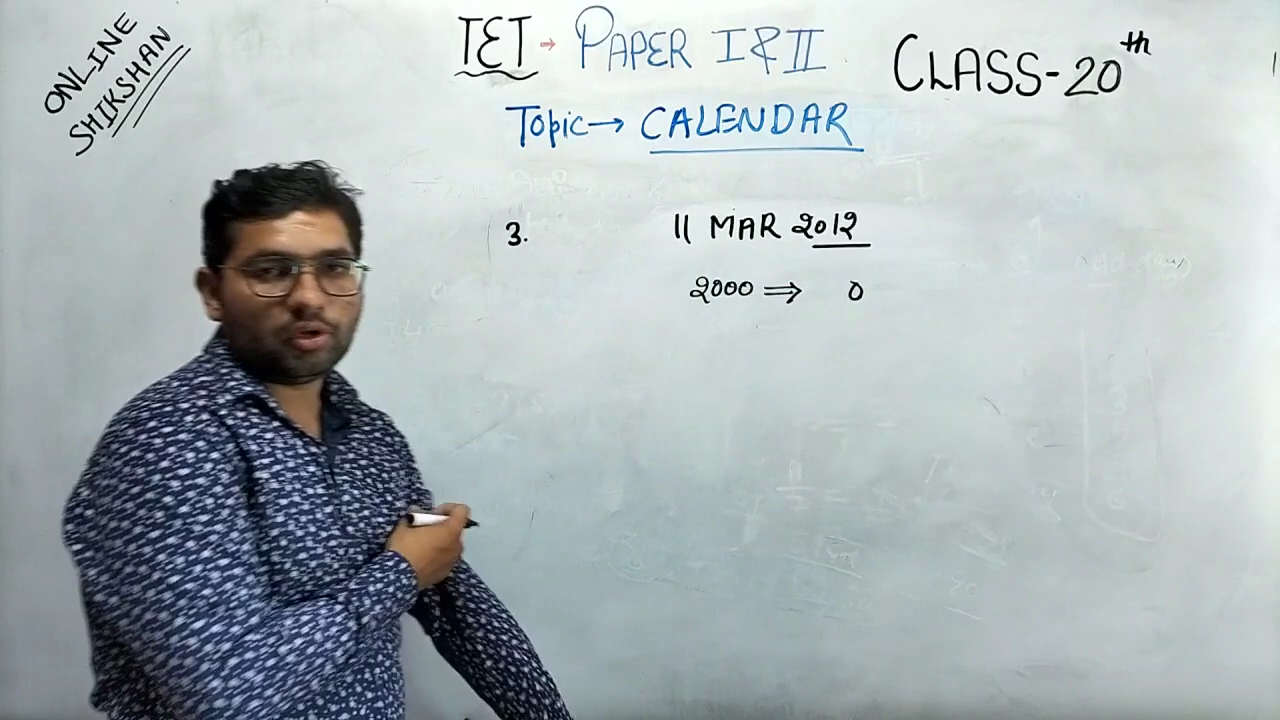 ONLINE
SHIKSHAN
TET → PAPER I & II
CLASS-20th
Topic → CALENDAR
3. 11 MAR 2012
2000 ⇒ 0